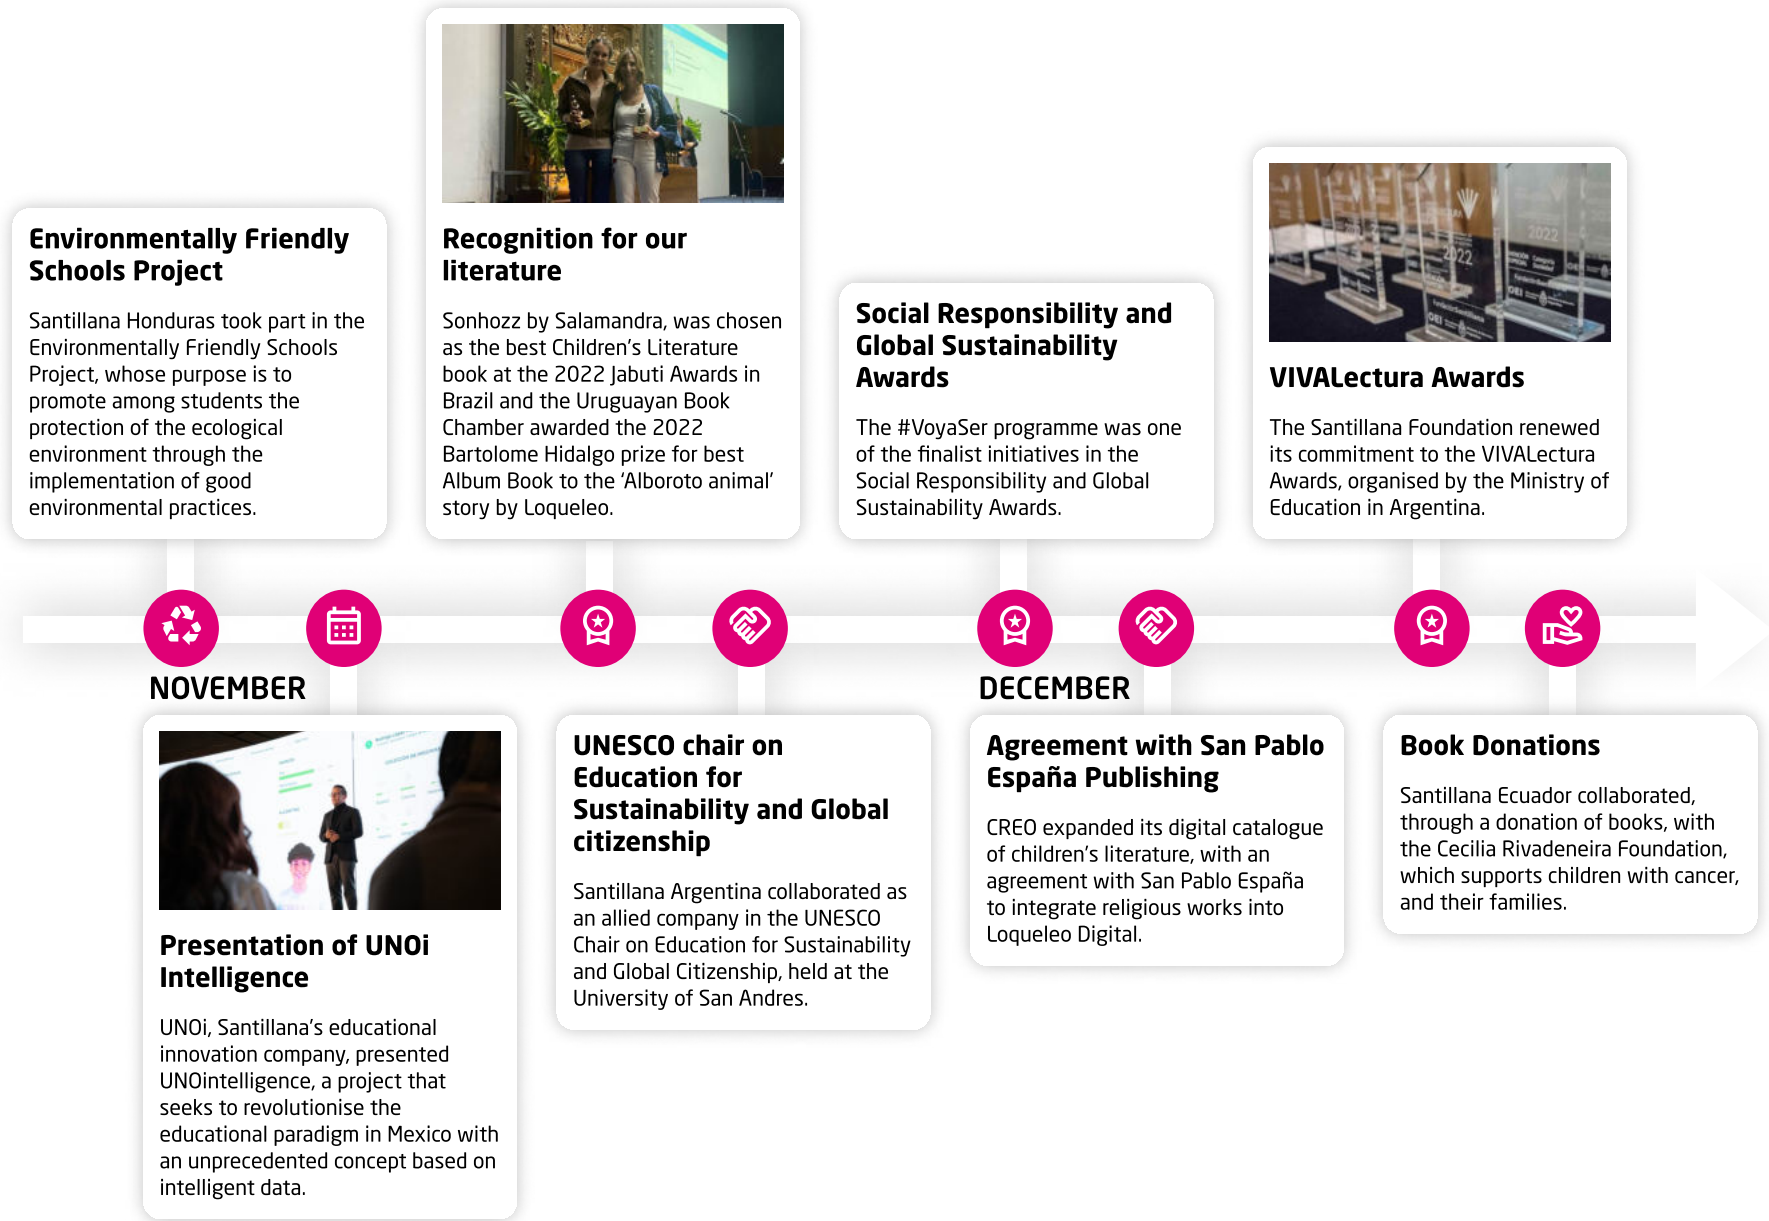 Environmentally Friendly
Schools Project
Santillana Honduras took part in the
Environmentally Friendly Schools
Project, whose purpose is to
promote among students the
protection of the ecological
environment through the
implementation of good
environmental practices.
Recognition for our
literature
Sonhozz by Salamandra, was chosen
as the best Children’s Literature
book at the 2022 Jabuti Awards in
Brazil and the Uruguayan Book
Chamber awarded the 2022
Bartolome Hidalgo prize for best
Album Book to the ‘Alboroto animal’
story by Loqueleo.
Social Responsibility and
Global Sustainability
Awards
The #VoyaSer programme was one
of the finalist initiatives in the
Social Responsibility and Global
Sustainability Awards.
2022
2022
OEI
OEI
VIVALectura Awards
The Santillana Foundation renewed
its commitment to the VIVALectura
Awards, organised by the Ministry of
Education in Argentina.
NOVEMBER
DECEMBER
Presentation of UNOi
Intelligence
UNOi, Santillana’s educational
innovation company, presented
UNOintelligence, a project that
seeks to revolutionise the
educational paradigm in Mexico with
an unprecedented concept based on
intelligent data.
UNESCO chair on
Education for
Sustainability and Global
citizenship
Santillana Argentina collaborated as
an allied company in the UNESCO
Chair on Education for Sustainability
and Global Citizenship, held at the
University of San Andres.
Agreement with San Pablo
España Publishing
CREO expanded its digital catalogue
of children’s literature, with an
agreement with San Pablo España
to integrate religious works into
Loqueleo Digital.
Book Donations
Santillana Ecuador collaborated,
through a donation of books, with
the Cecilia Rivadeneira Foundation,
which supports children with cancer,
and their families.